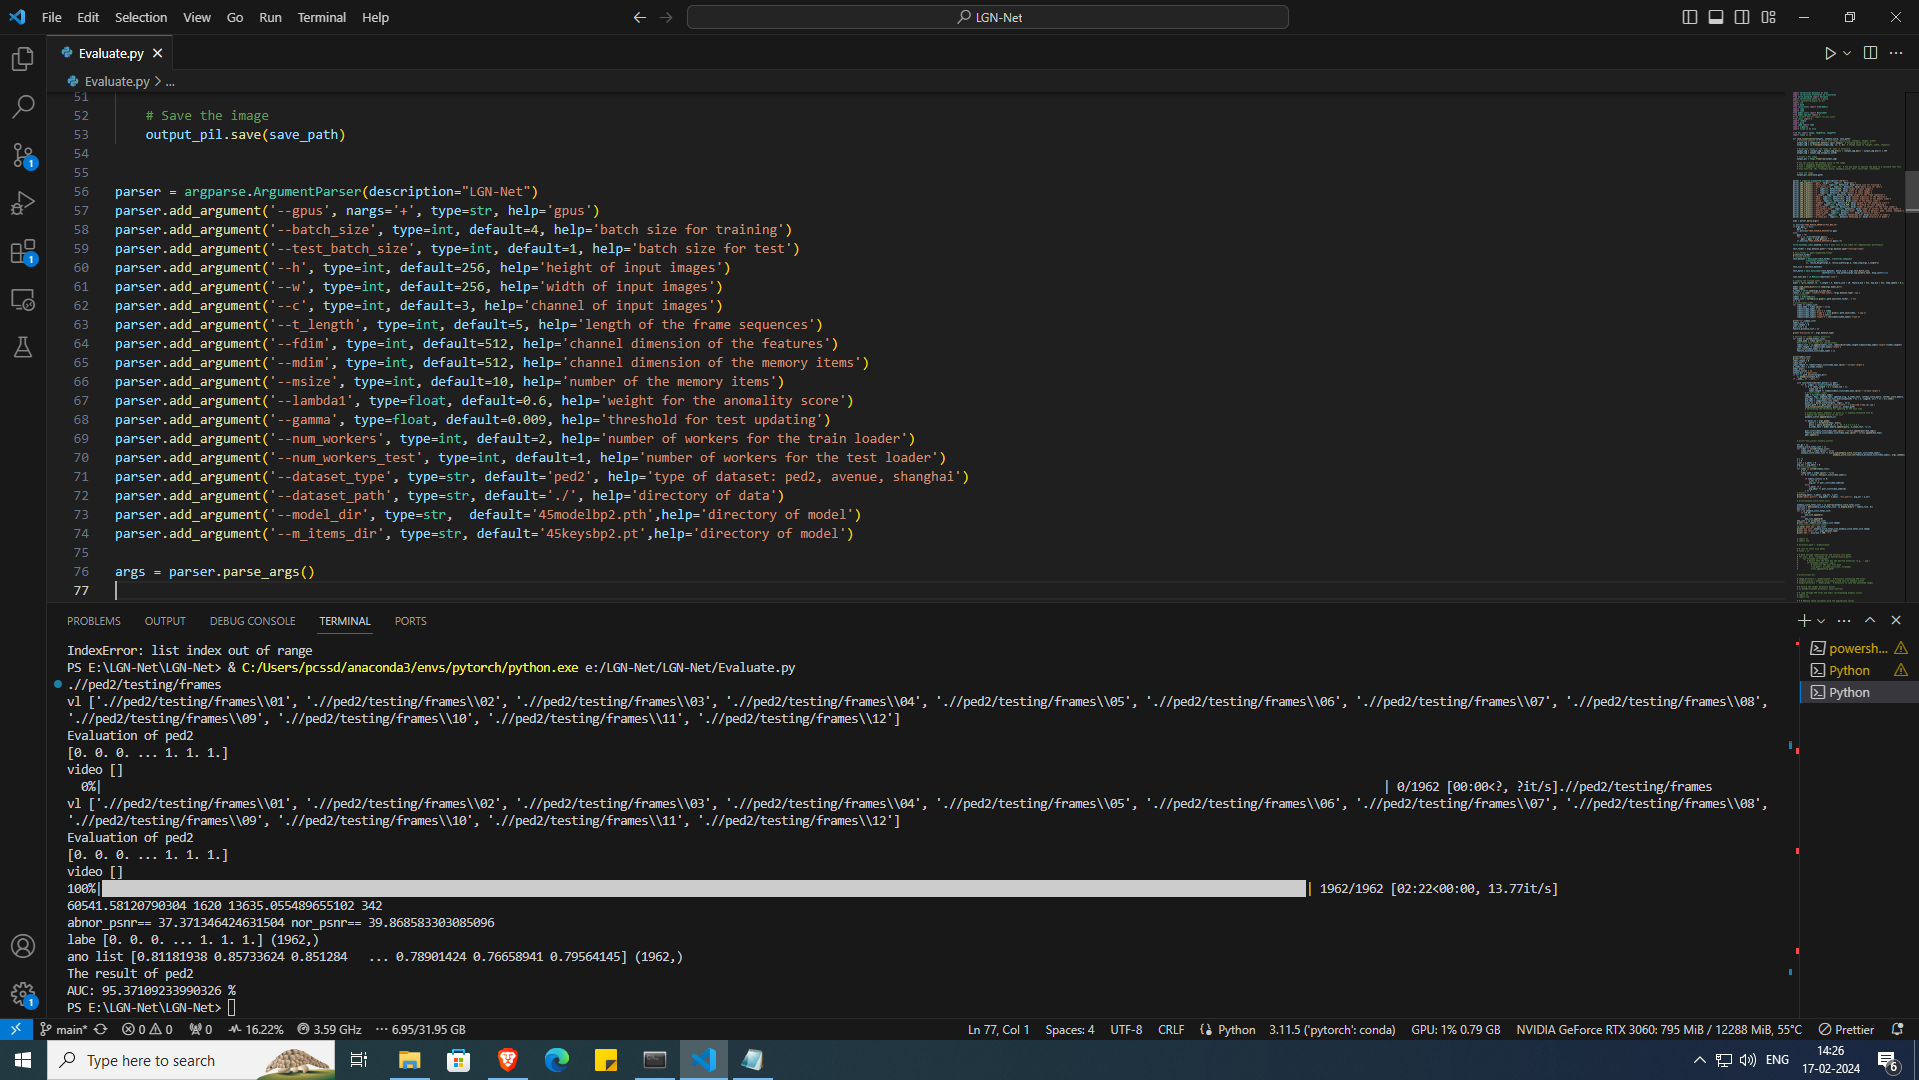 File Edit Selection View Go Run Terminal Help
LGN-Net
Evaluate.py
Evaluate.py > ...
51
52 # Save the image
53 output_pil.save(save_path)
54
55
56 parser = argparse.ArgumentParser(description="LGN-Net")
57 parser.add_argument('--gpus', nargs='+', type=str, help='gpus')
58 parser.add_argument('--batch_size', type=int, default=4, help='batch size for training')
59 parser.add_argument('--test_batch_size', type=int, default=1, help='batch size for test')
60 parser.add_argument('--h', type=int, default=256, help='height of input images')
61 parser.add_argument('--w', type=int, default=256, help='width of input images')
62 parser.add_argument('--c', type=int, default=3, help='channel of input images')
63 parser.add_argument('--t_length', type=int, default=5, help='length of the frame sequences')
64 parser.add_argument('--fdim', type=int, default=512, help='channel dimension of the features')
65 parser.add_argument('--mdim', type=int, default=512, help='channel dimension of the memory items')
66 parser.add_argument('--msize', type=int, default=10, help='number of the memory items')
67 parser.add_argument('--lambda1', type=float, default=0.6, help='weight for the anomality score')
68 parser.add_argument('--gamma', type=float, default=0.009, help='threshold for test updating')
69 parser.add_argument('--num_workers', type=int, default=2, help='number of workers for the train loader')
70 parser.add_argument('--num_workers_test', type=int, default=1, help='number of workers for the test loader')
71 parser.add_argument('--dataset_type', type=str, default='ped2', help='type of dataset: ped2, avenue, shanghai')
72 parser.add_argument('--dataset_path', type=str, default='./', help='directory of data')
73 parser.add_argument('--model_dir', type=str,  default='45modelbp2.pth',help='directory of model')
74 parser.add_argument('--m_items_dir', type=str, default='45keysbp2.pt',help='directory of model')
75
76 args = parser.parse_args()
77
PROBLEMS OUTPUT DEBUG CONSOLE TERMINAL PORTS
powersh...
Python
Python
IndexError: list index out of range
PS E:\LGN-Net\LGN-Net> & C:/Users/pcssd/anaconda3/envs/pytorch/python.exe e:/LGN-Net/LGN-Net/Evaluate.py
.//ped2/testing/frames
vl ['.//ped2/testing/frames\\01', './/ped2/testing/frames\\02', './/ped2/testing/frames\\03', './/ped2/testing/frames\\04', './/ped2/testing/frames\\05', './/ped2/testing/frames\\06', './/ped2/testing/frames\\07', './/ped2/testing/frames\\08',
'.//ped2/testing/frames\\09', './/ped2/testing/frames\\10', './/ped2/testing/frames\\11', './/ped2/testing/frames\\12']
Evaluation of ped2
[0. 0. 0. ... 1. 1. 1.]
video []
0%| | 0/1962 [00:00<?, ?it/s].//ped2/testing/frames
vl ['.//ped2/testing/frames\\01', './/ped2/testing/frames\\02', './/ped2/testing/frames\\03', './/ped2/testing/frames\\04', './/ped2/testing/frames\\05', './/ped2/testing/frames\\06', './/ped2/testing/frames\\07', './/ped2/testing/frames\\08',
'.//ped2/testing/frames\\09', './/ped2/testing/frames\\10', './/ped2/testing/frames\\11', './/ped2/testing/frames\\12']
Evaluation of ped2
[0. 0. 0. ... 1. 1. 1.]
video []
100%| | 1962/1962 [02:22<00:00, 13.77it/s]
60541.58120790304 1620 13635.055489655102 342
abnor_psnr== 37.371346424631504 nor_psnr== 39.868583303085096
labe [0. 0. 0. ... 1. 1. 1.] (1962,)
ano list [0.81181938 0.85733624 0.851284   ... 0.78901424 0.76658941 0.79564145] (1962,)
The result of ped2
AUC: 95.37109233990326 %
PS E:\LGN-Net\LGN-Net>
main* 0 0 0 16.22% 3.59 GHz 6.95/31.95 GB Ln 77, Col 1 Spaces: 4 UTF-8 CRLF Python 3.11.5 ('pytorch': conda) GPU: 1% 0.79 GB NVIDIA GeForce RTX 3060: 795 MiB / 12288 MiB, 55°C Prettier
Type here to search
ENG
14:26
17-02-2024
6